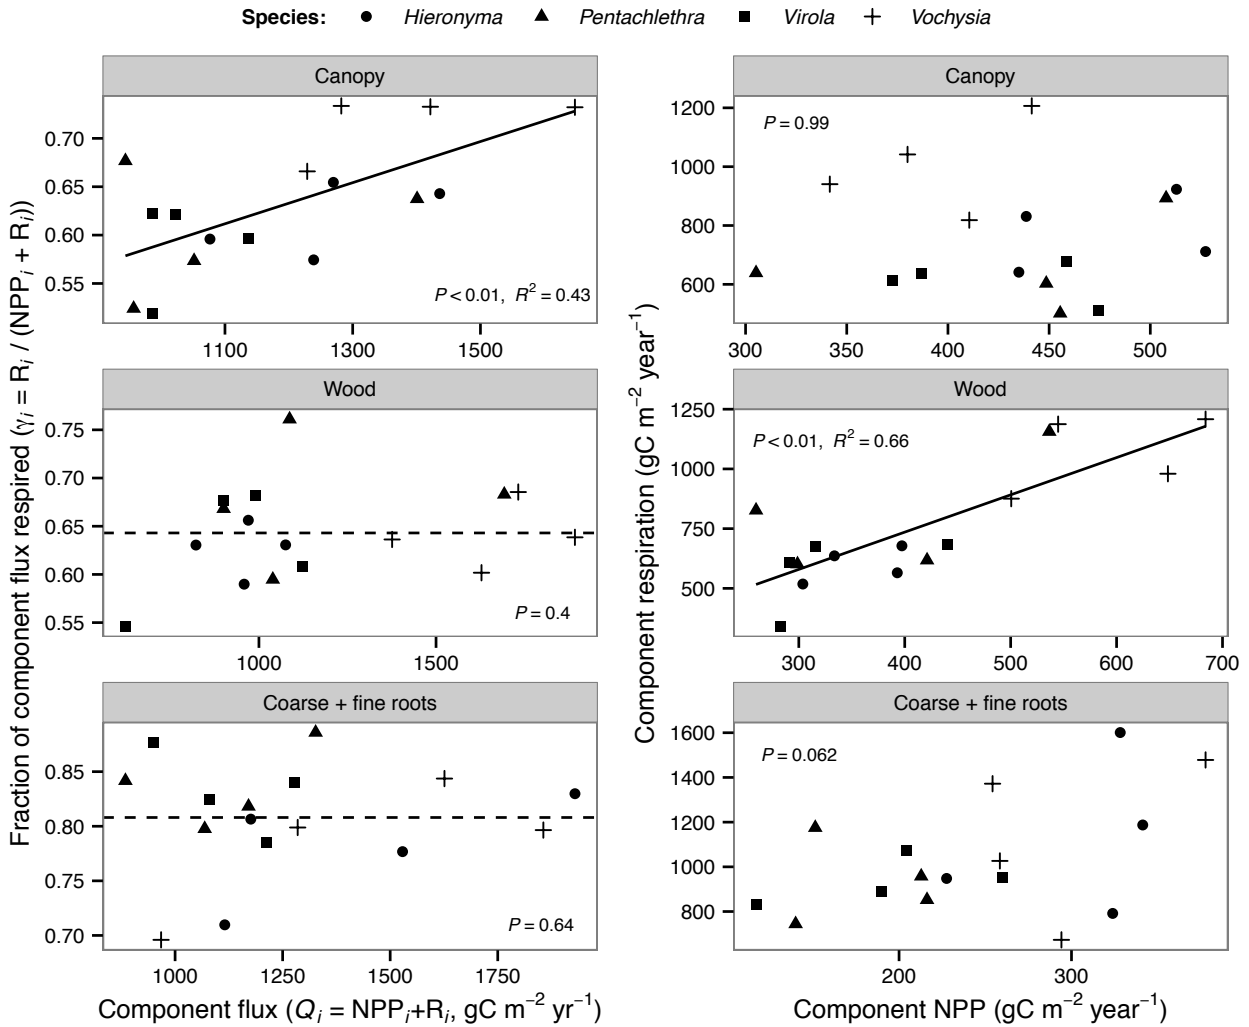 Species: Hieronyma Pentachlethra Virola Vochysia
Fraction of component flux respired (γi = Ri / (NPPi + Ri))
Canopy
0.70
0.65
0.60
0.55
P < 0.01, R² = 0.43
1100 1300 1500
Wood
0.75
0.70
0.65
0.60
0.55
P = 0.4
1000 1500
Coarse + fine roots
0.85
0.80
0.75
0.70
P = 0.64
1000 1250 1500 1750
Component flux (Qi = NPPi+Ri, gC m⁻² yr⁻¹)
Component respiration (gC m⁻² year⁻¹)
Canopy
1200
1000
800
600
P = 0.99
300 350 400 450 500
Wood
1250
1000
750
500
P < 0.01, R² = 0.66
300 400 500 600 700
Coarse + fine roots
1600
1400
1200
1000
800
P = 0.062
200 300
Component NPP (gC m⁻² year⁻¹)